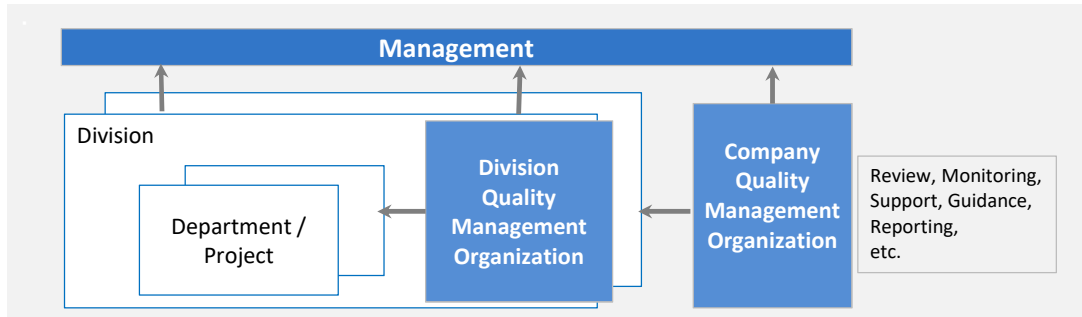 Management
Division
Department /
Project
Division
Quality
Management
Organization
Company
Quality
Management
Organization
Review, Monitoring,
Support, Guidance,
Reporting,
etc.